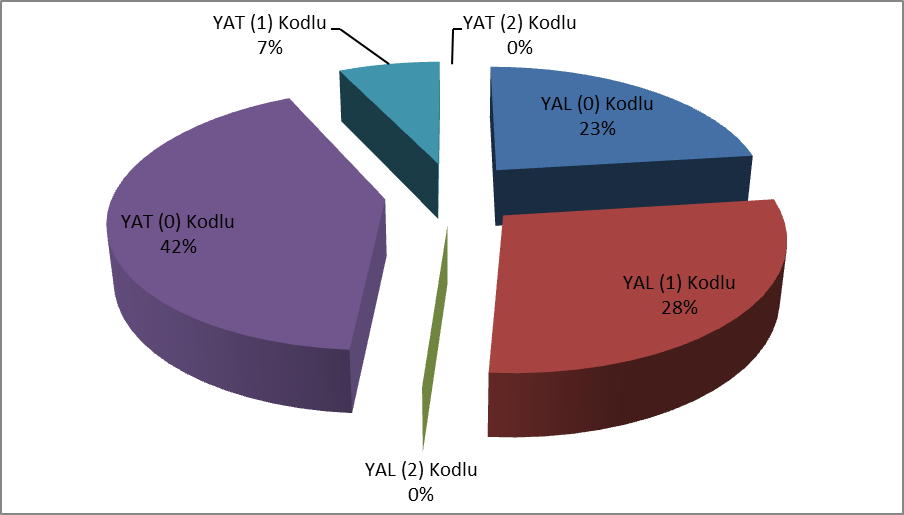 YAT (1) Kodlu
7%
YAT (2) Kodlu
0%
YAL (0) Kodlu
23%
YAT (0) Kodlu
42%
YAL (1) Kodlu
28%
YAL (2) Kodlu
0%